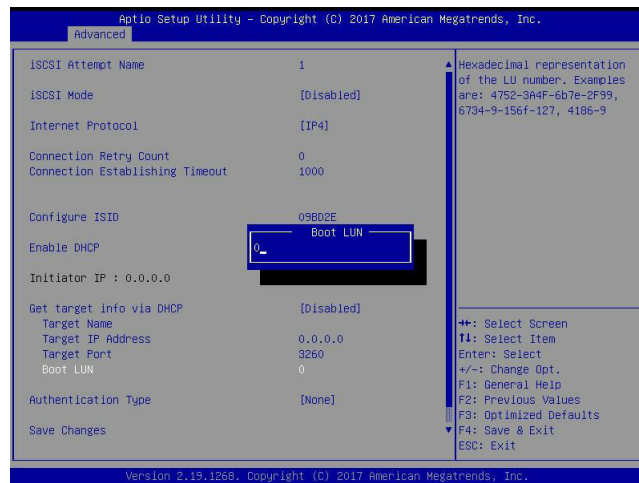 Aptio Setup Utility – Copyright (C) 2017 American Megatrends, Inc.
Advanced
iSCSI Attempt Name 1
iSCSI Mode [Disabled]
Internet Protocol [IP4]
Connection Retry Count 0
Connection Establishing Timeout 1000
Configure ISID 09BD2E
Enable DHCP
Initiator IP : 0.0.0.0
Get target info via DHCP [Disabled]
Target Name
Target IP Address 0.0.0.0
Target Port 3260
Boot LUN 0
Authentication Type [None]
Save Changes
Boot LUN
0_
Hexadecimal representation
of the LU number. Examples
are: 4752-3A4F-6b7e-2F99,
6734-9-156f-127, 4186-9
→←: Select Screen
↑↓: Select Item
Enter: Select
+/-: Change Opt.
F1: General Help
F2: Previous Values
F3: Optimized Defaults
F4: Save & Exit
ESC: Exit
Version 2.19.1268. Copyright (C) 2017 American Megatrends, Inc.